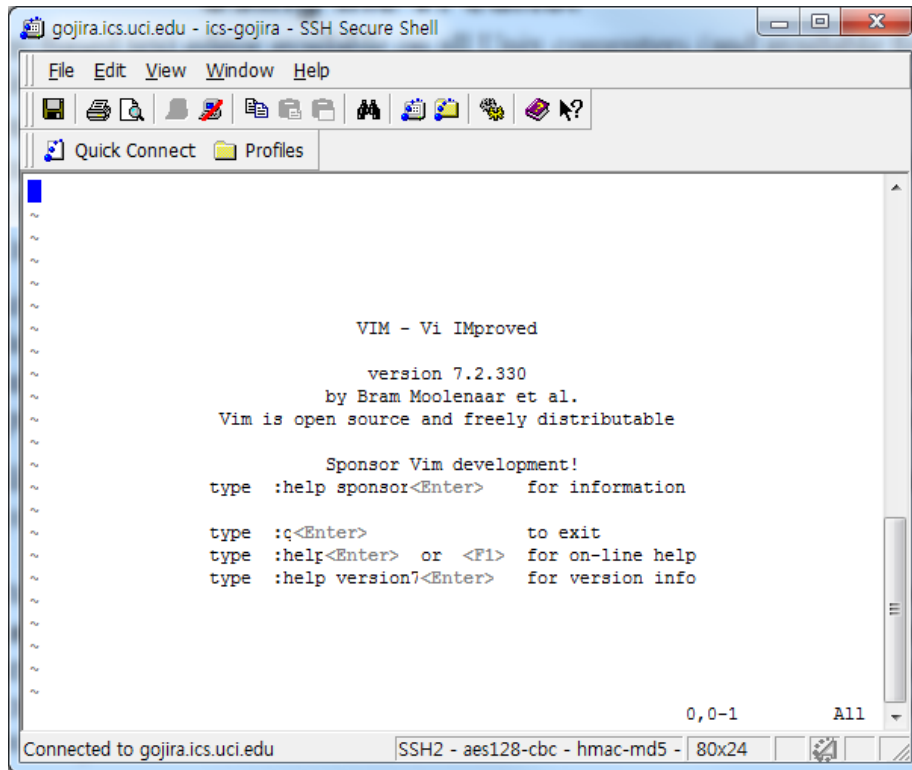 gojira.ics.uci.edu - ics-gojira - SSH Secure Shell
File Edit View Window Help
Quick Connect Profiles
~
~
~
~
~
VIM - Vi IMproved
~
~ version 7.2.330
~ by Bram Moolenaar et al.
~ Vim is open source and freely distributable
~
~ Sponsor Vim development!
~ type :help sponsor<Enter> for information
~
~ type :q<Enter> to exit
~ type :help<Enter> or <F1> for on-line help
~ type :help version7<Enter> for version info
~
~
~
~
~
0,0-1 All
Connected to gojira.ics.uci.edu SSH2 - aes128-cbc - hmac-md5 - 80x24